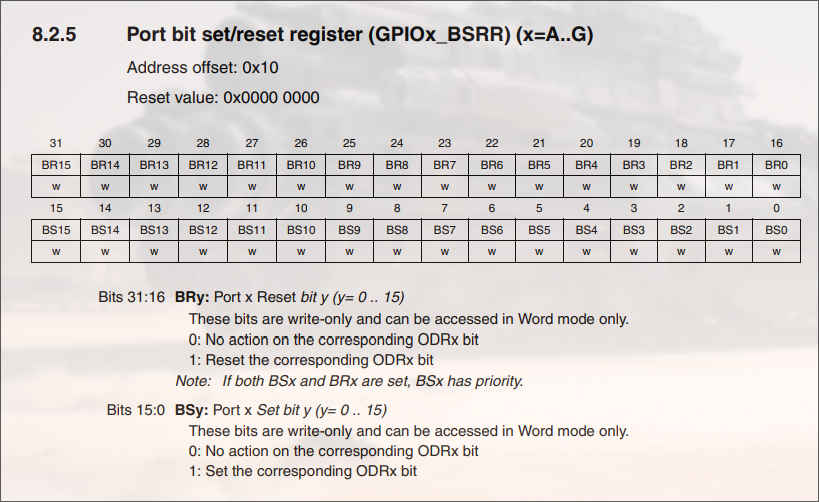 8.2.5 Port bit set/reset register (GPIOx_BSRR) (x=A..G)
Address offset: 0x10
Reset value: 0x0000 0000
31 30 29 28 27 26 25 24 23 22 21 20 19 18 17 16
BR15 BR14 BR13 BR12 BR11 BR10 BR9 BR8 BR7 BR6 BR5 BR4 BR3 BR2 BR1 BR0
w w w w w w w w w w w w w w w w
15 14 13 12 11 10 9 8 7 6 5 4 3 2 1 0
BS15 BS14 BS13 BS12 BS11 BS10 BS9 BS8 BS7 BS6 BS5 BS4 BS3 BS2 BS1 BS0
w w w w w w w w w w w w w w w w
Bits 31:16 BRy: Port x Reset bit y (y= 0 .. 15)
These bits are write-only and can be accessed in Word mode only.
0: No action on the corresponding ODRx bit
1: Reset the corresponding ODRx bit
Note: If both BSx and BRx are set, BSx has priority.
Bits 15:0 BSy: Port x Set bit y (y= 0 .. 15)
These bits are write-only and can be accessed in Word mode only.
0: No action on the corresponding ODRx bit
1: Set the corresponding ODRx bit